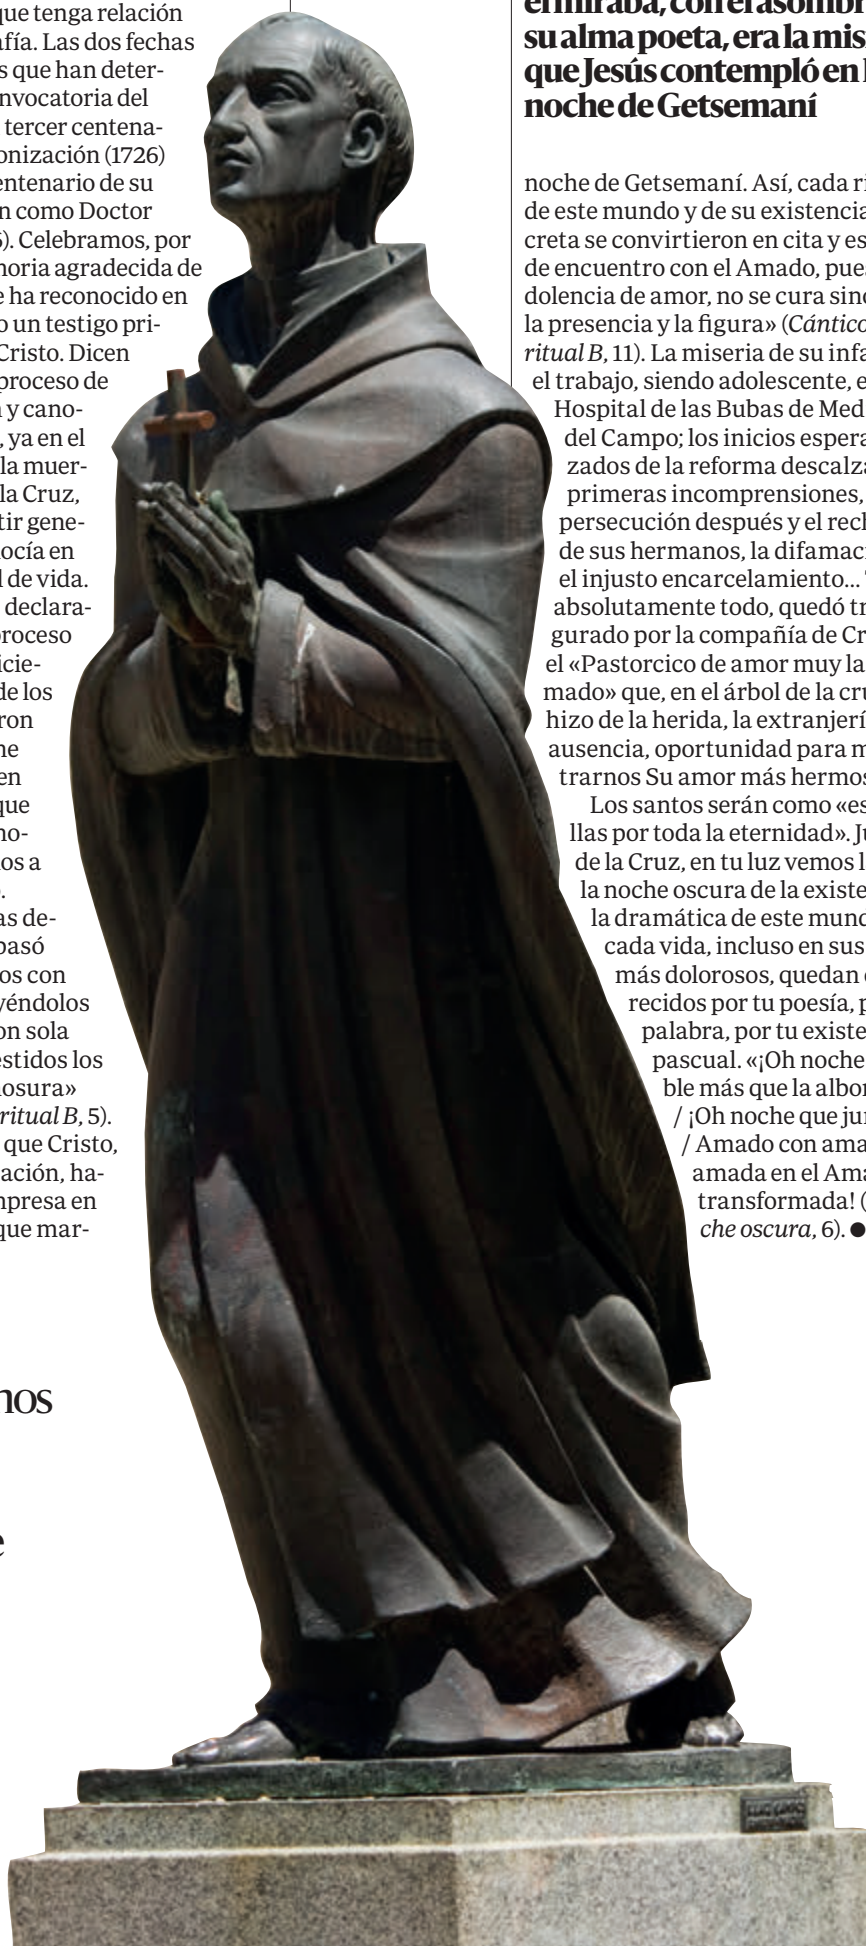 que tenga relación
afía. Las dos fechas
s que han deter-
nvocatoria del
tercer centena-
onización (1726)
entenario de su
n como Doctor
6). Celebramos, por
noria agradecida de
e ha reconocido en
o un testigo pri-
Cristo. Dicen
proceso de
n y cano-
, ya en el
la muer-
la Cruz,
tir gene-
nocía en
l de vida.
declara-
proceso
icie-
de los
ron
ne
en
que
no-
os a
as de-
pasó
os con
yéndolos
on sola
estidos los
nosura»
ritual B, 5).
que Cristo,
ación, ha-
mpresa en
que mar-
nos
e
él miraba, con el asombr
su alma poeta, era la mis
que Jesús contempló en l
noche de Getsemaní
noche de Getsemaní. Así, cada ri
de este mundo y de su existencia
creta se convirtieron en cita y es
de encuentro con el Amado, pue
dolencia de amor, no se cura sino
la presencia y la figura» (Cántico
ritual B, 11). La miseria de su infa
el trabajo, siendo adolescente, e
Hospital de las Bubas de Med
del Campo; los inicios espera
zados de la reforma descalza
primeras incomprensiones,
persecución después y el rech
de sus hermanos, la difamaci
el injusto encarcelamiento...
absolutamente todo, quedó tr
gurado por la compañía de Cr
el «Pastorcico de amor muy la
mado» que, en el árbol de la cru
hizo de la herida, la extranjerí
ausencia, oportunidad para m
trarnos Su amor más hermos
Los santos serán como «es
llas por toda la eternidad». Ju
de la Cruz, en tu luz vemos l
la noche oscura de la existe
la dramática de este mund
cada vida, incluso en sus
más dolorosos, quedan
recidos por tu poesía, p
palabra, por tu existe
pascual. «¡Oh noche
ble más que la albor
/ ¡Oh noche que jun
/ Amado con ama
amada en el Ama
transformada! (
che oscura, 6). ●